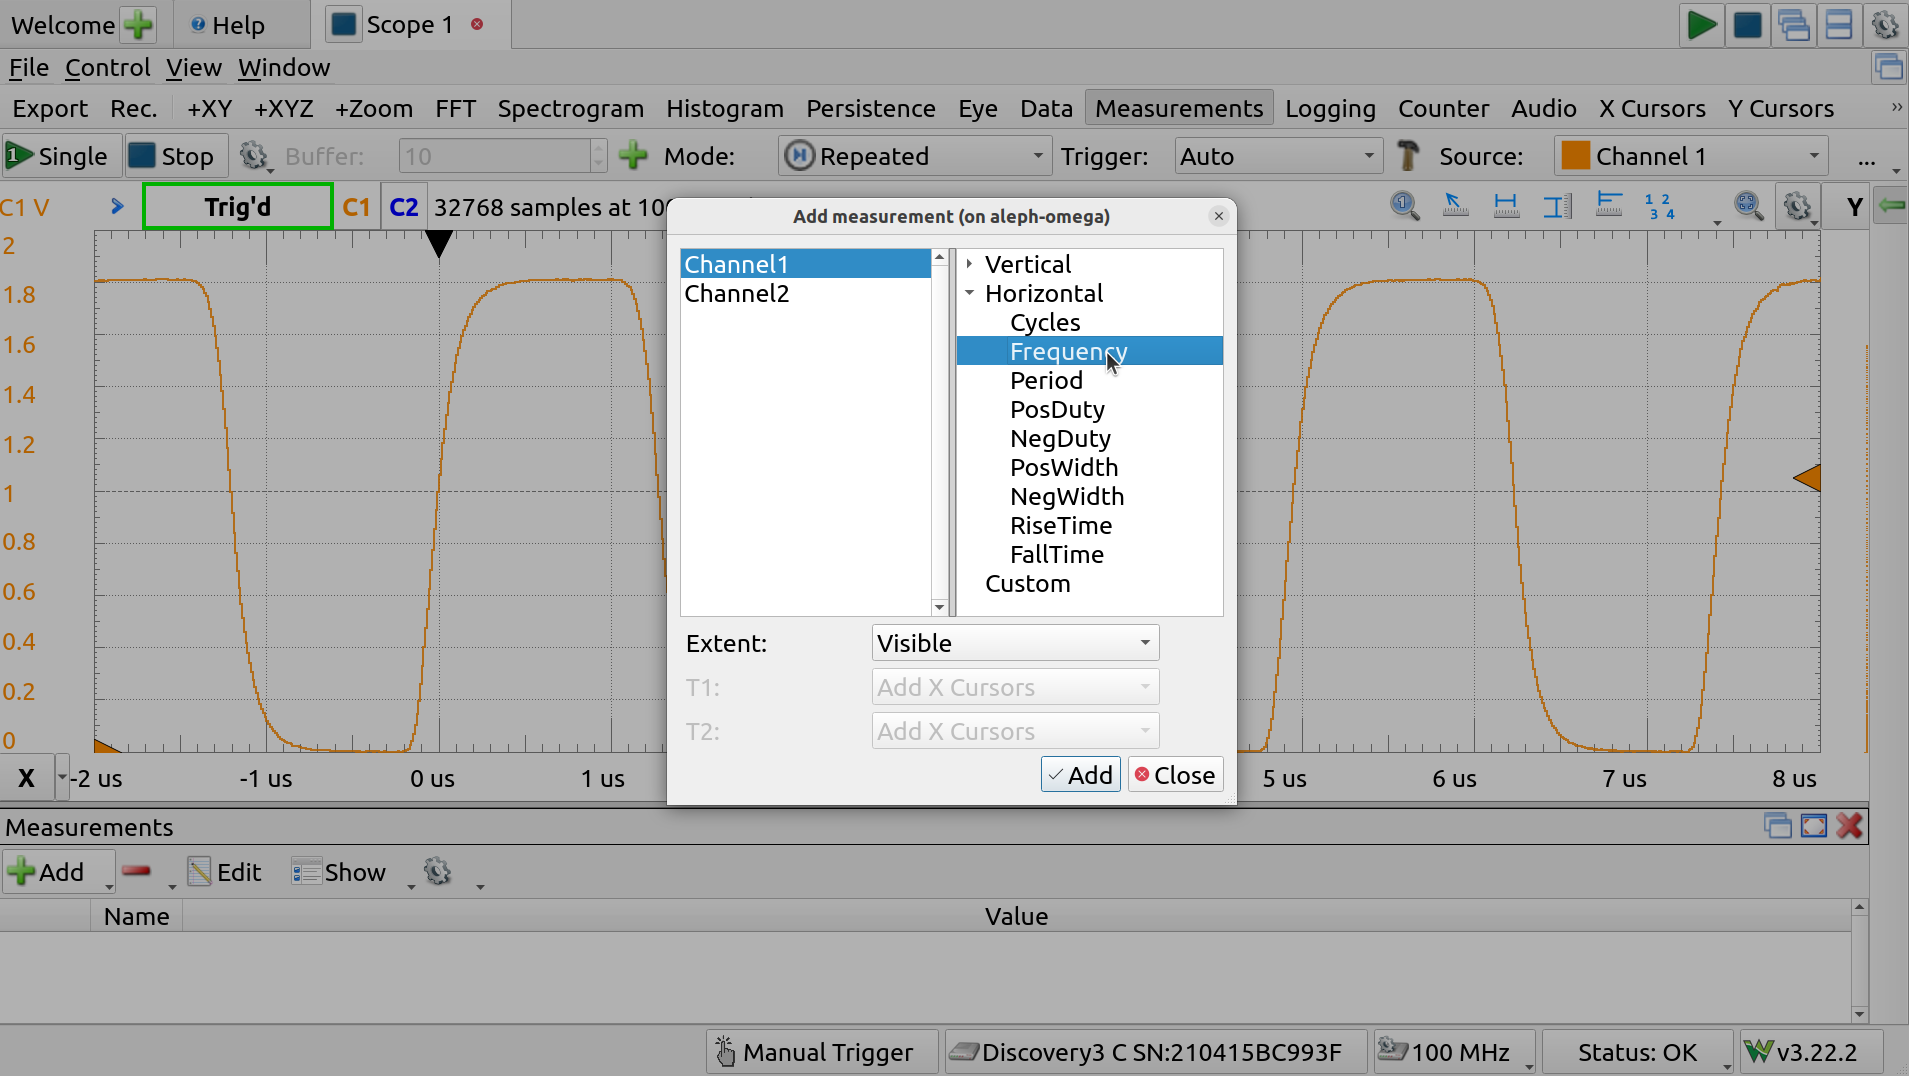 Welcome Help Scope 1
File Control View Window
Export Rec. +XY +XYZ +Zoom FFT Spectrogram Histogram Persistence Eye Data Measurements Logging Counter Audio X Cursors Y Cursors »
1 Single Stop Buffer: 10 Mode: Repeated Trigger: Auto Source: Channel 1 ...
C1 V Trig'd C1 C2 32768 samples at 10 1 1 2 3 4 Y
Add measurement (on aleph-omega)
Channel1
Channel2
Vertical
Horizontal
Cycles
Frequency
Period
PosDuty
NegDuty
PosWidth
NegWidth
RiseTime
FallTime
Custom
Extent: Visible
T1: Add X Cursors
T2: Add X Cursors
Add Close
2
1.8
1.6
1.4
1.2
1
0.8
0.6
0.4
0.2
0
X -2 us -1 us 0 us 1 us 5 us 6 us 7 us 8 us
Measurements
Add Edit Show
Name Value
Manual Trigger Discovery3 C SN:210415BC993F 100 MHz Status: OK W v3.22.2